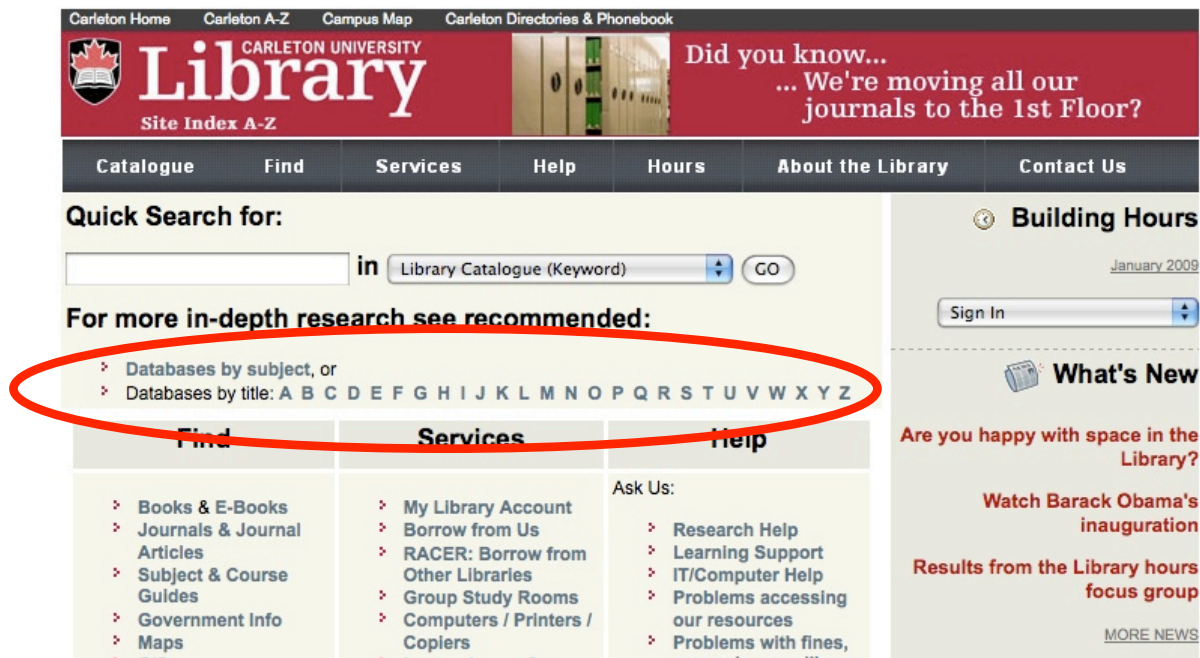 Carleton Home Carleton A-Z Campus Map Carleton Directories & Phonebook
CARLETON UNIVERSITY
Library
Site Index A-Z
Did you know...
... We're moving all our
journals to the 1st Floor?
Catalogue Find Services Help Hours About the Library Contact Us
Quick Search for:
in Library Catalogue (Keyword) GO
For more in-depth research see recommended:
Databases by subject, or
Databases by title: A B C D E F G H I J K L M N O P Q R S T U V W X Y Z
Find
Books & E-Books
Journals & Journal
Articles
Subject & Course
Guides
Government Info
Maps
Services
My Library Account
Borrow from Us
RACER: Borrow from
Other Libraries
Group Study Rooms
Computers / Printers /
Copiers
Help
Ask Us:
Research Help
Learning Support
IT/Computer Help
Problems accessing
our resources
Problems with fines,
Building Hours
January 2009
Sign In
What's New
Are you happy with space in the
Library?
Watch Barack Obama's
inauguration
Results from the Library hours
focus group
MORE NEWS